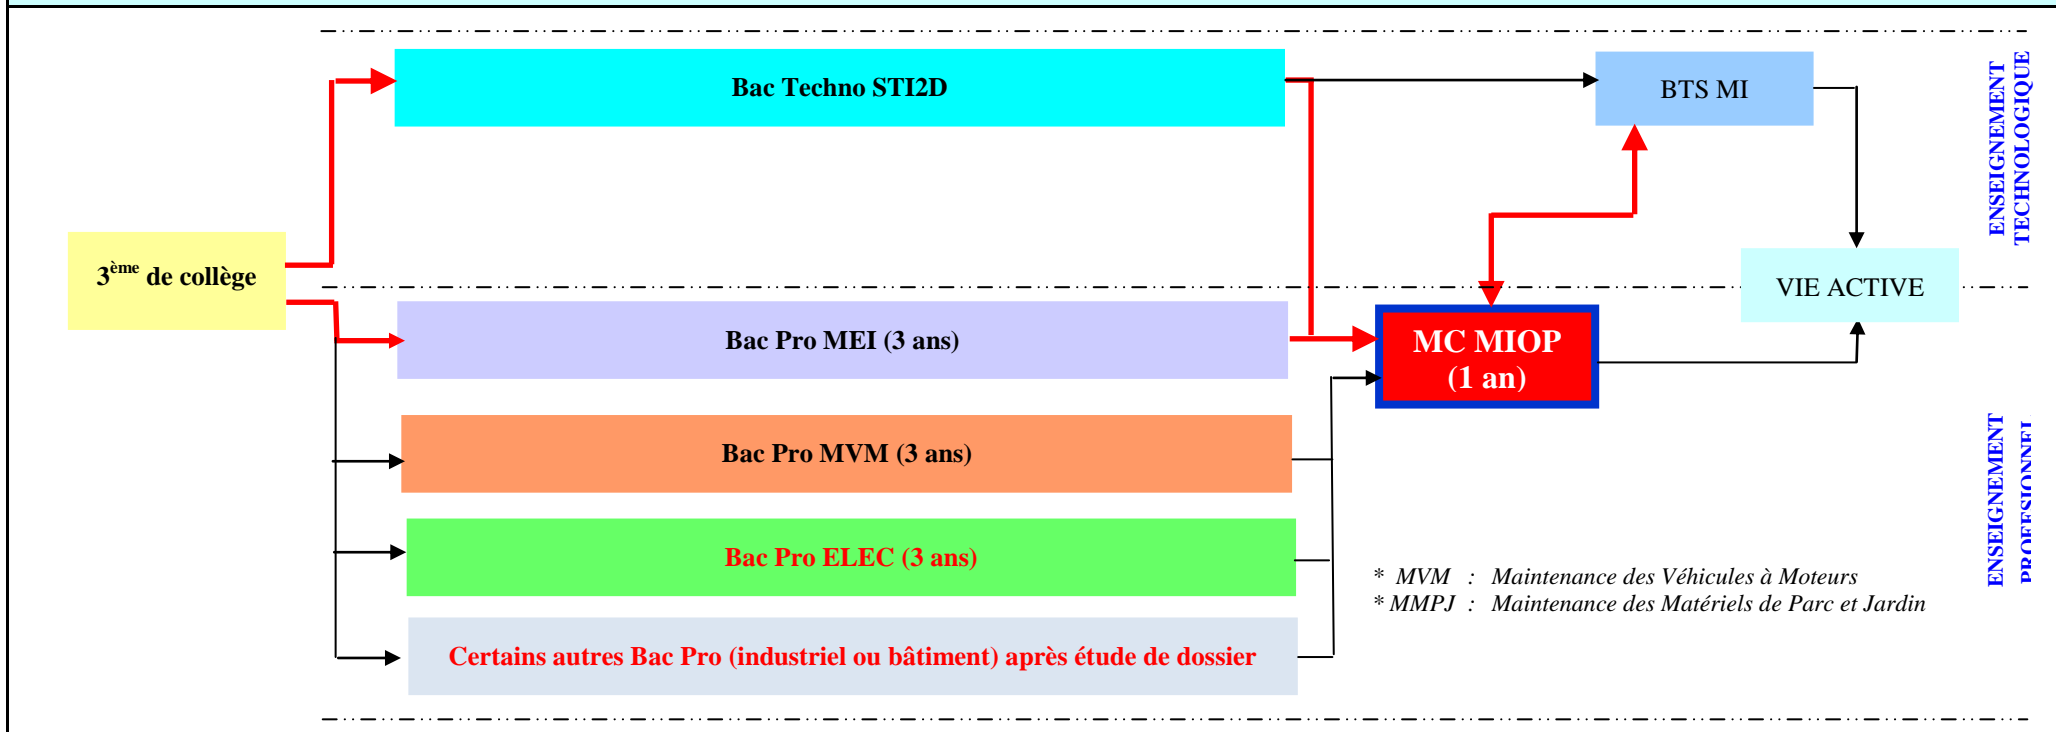 Bac Techno STI2D
BTS MI
ENSEIGNEMENT
TECHNOLOGIQUE
3ème de collège
VIE ACTIVE
Bac Pro MEI (3 ans)
MC MIOP
(1 an)
Bac Pro MVM (3 ans)
Bac Pro ELEC (3 ans)
ENSEIGNEMENT
PROFESIONNEL
* MVM : Maintenance des Véhicules à Moteurs
* MMPJ : Maintenance des Matériels de Parc et Jardin
Certains autres Bac Pro (industriel ou bâtiment) après étude de dossier